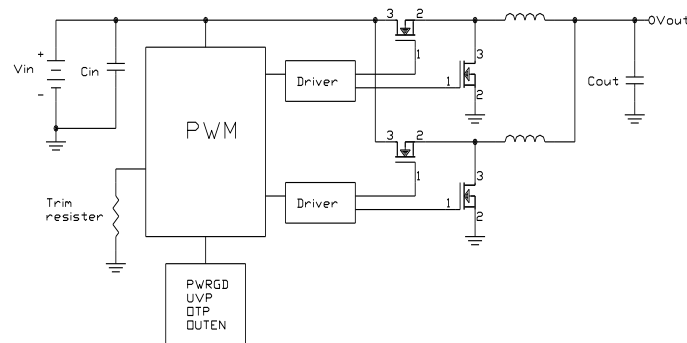 3 2
1
0Vout
Vin
+
-
Cin
Driver
1
3
2
Cout
PWM
3 2
1
Trim
resister
Driver
1
3
2
PWRGD
UVP
OTP
OUTEN